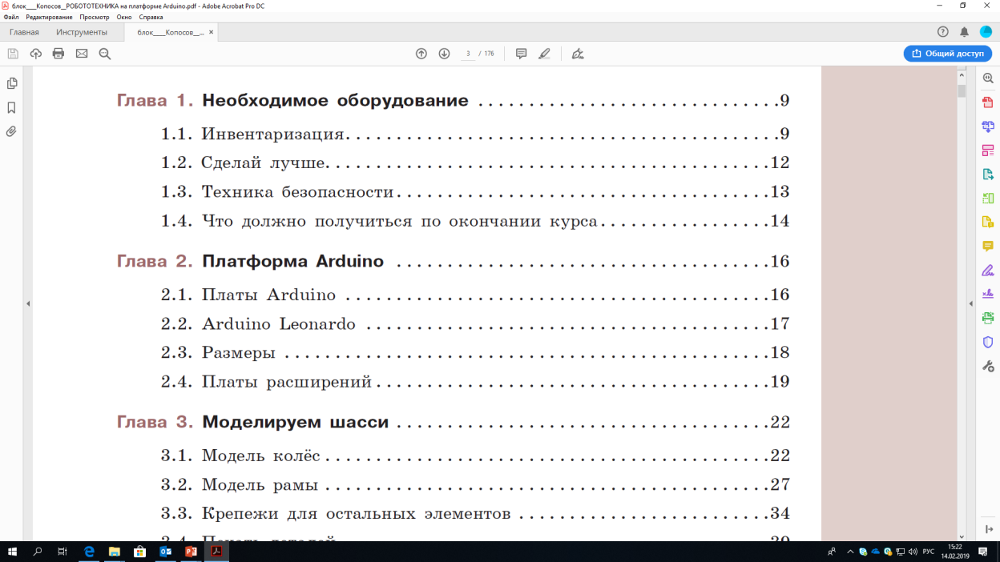 блок____Копосов__РОБОТОТЕХНИКА на платформе Arduino.pdf - Adobe Acrobat Pro DC
Файл Редактирование Просмотр Окно Справка
Главная Инструменты блок____Копосов__... ×
3 / 176 Общий доступ
Глава 1. Необходимое оборудование ..............................9
1.1. Инвентаризация..........................................9
1.2. Сделай лучше............................................12
1.3. Техника безопасности.....................................13
1.4. Что должно получиться по окончании курса.................14
Глава 2. Платформа Arduino .....................................16
2.1. Платы Arduino ..........................................16
2.2. Arduino Leonardo ........................................17
2.3. Размеры ................................................18
2.4. Платы расширений.......................................19
Глава 3. Моделируем шасси.....................................22
3.1. Модель колёс............................................22
3.2. Модель рамы ............................................27
3.3. Крепежи для остальных элементов .........................34
РУС
15:22
14.02.2019